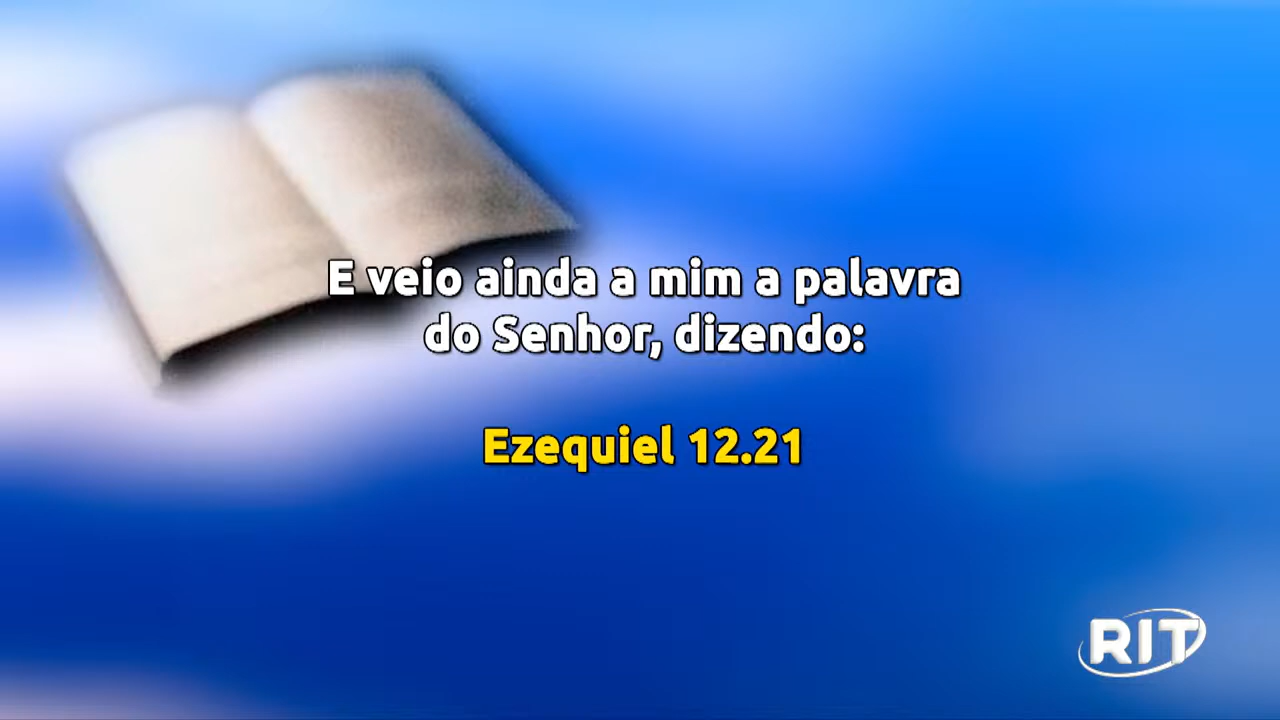 E veio ainda a mim a palavra
do Senhor, dizendo:
Ezequiel 12.21
RIT